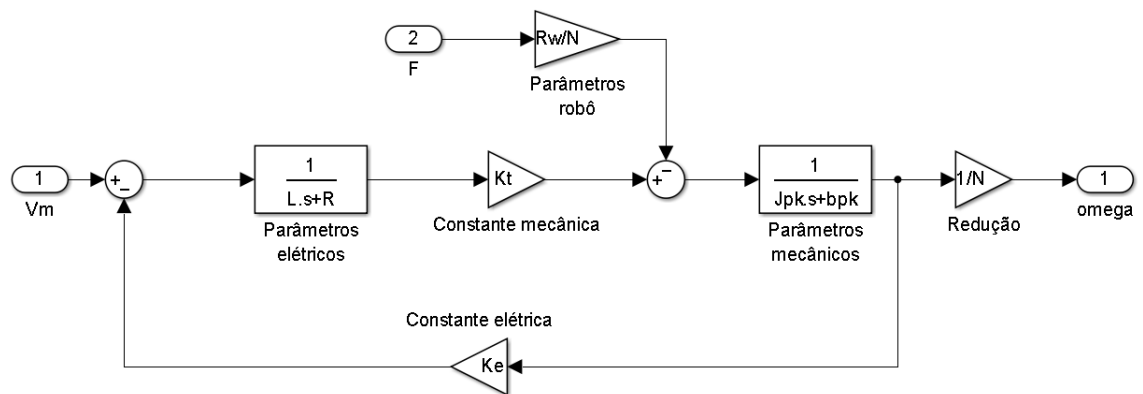 2
F
Rw/N
Parâmetros
robô
1
Vm
+
−
1
L.s+R
Parâmetros
elétricos
Kt
Constante mecânica
+
−
1
Jpk.s+bpk
Parâmetros
mecânicos
1/N
Redução
1
omega
Constante elétrica
Ke